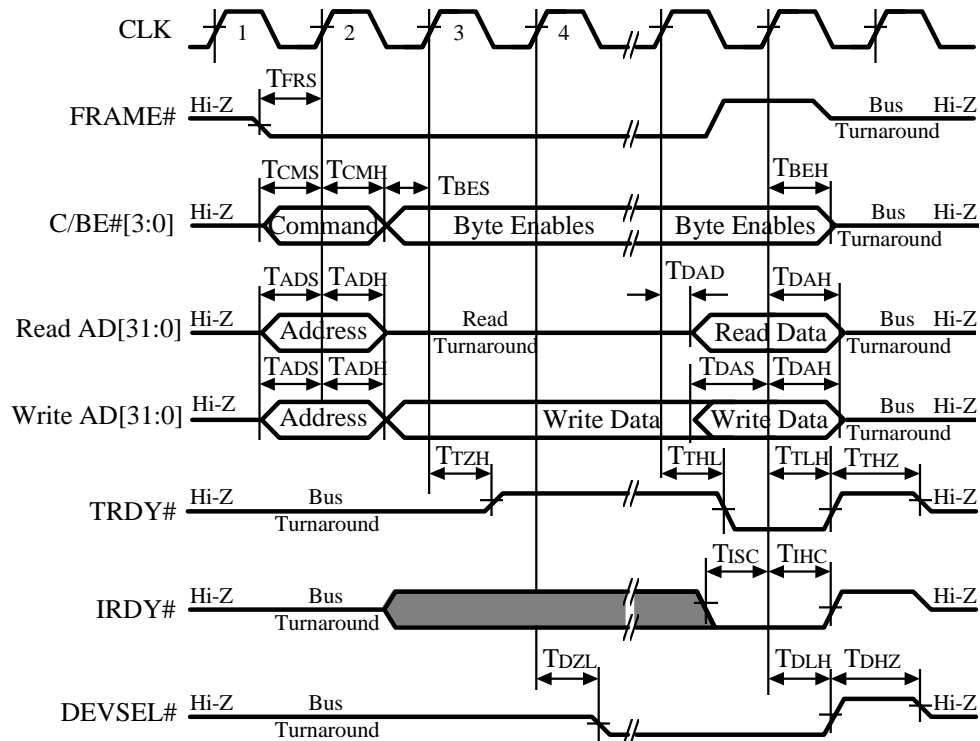 CLK 1 2 3 4
TFRS
FRAME# Hi-Z Bus Turnaround Hi-Z
TCMS TCMH TBES TBEH
C/BE#[3:0] Hi-Z Command Byte Enables Byte Enables Bus Turnaround Hi-Z
TADS TADH TDAD TDAH
Read AD[31:0] Hi-Z Address Read Turnaround Read Data Bus Turnaround Hi-Z
TADS TADH TDAS TDAH
Write AD[31:0] Hi-Z Address Write Data Write Data Bus Turnaround Hi-Z
TTZH TTHL TTLH TTHZ
TRDY# Hi-Z Bus Turnaround Hi-Z
TISC TIHC
IRDY# Hi-Z Bus Turnaround Hi-Z
TDZL TDLH TDHZ
DEVSEL# Hi-Z Bus Turnaround Hi-Z